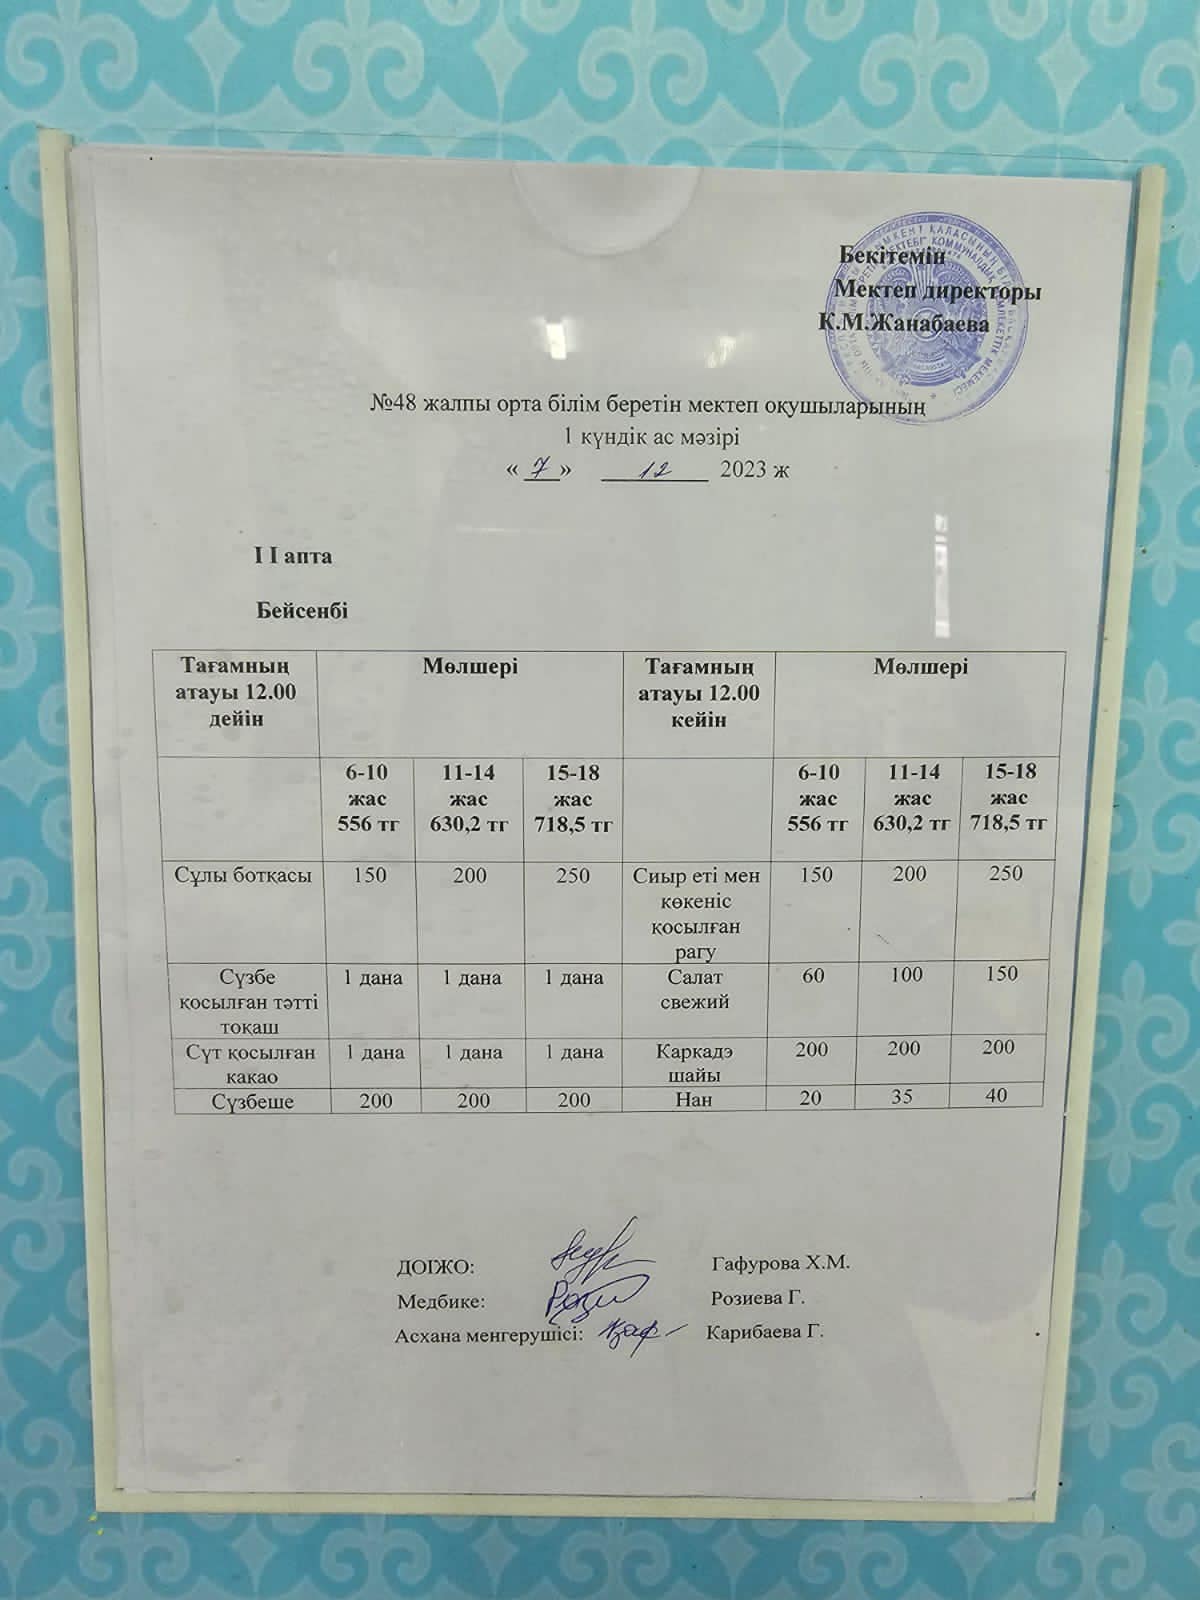 Бекітемін
Мектеп директоры
К.М.Жанабаева
№48 жалпы орта білім беретін мектеп оқушыларының
1 күндік ас мәзірі
« 7 » 12 2023 ж
І І апта
Бейсенбі
Тағамның атауы 12.00 дейін | Мөлшері | Тағамның атауы 12.00 кейін | Мөлшері
6-10 жас 556 тг | 11-14 жас 630,2 тг | 15-18 жас 718,5 тг | 6-10 жас 556 тг | 11-14 жас 630,2 тг | 15-18 жас 718,5 тг
Сұлы ботқасы | 150 | 200 | 250 | Сиыр еті мен көкеніс қосылған рагу | 150 | 200 | 250
Сүзбе қосылған тәтті тоқаш | 1 дана | 1 дана | 1 дана | Салат свежий | 60 | 100 | 150
Сүт қосылған какао | 1 дана | 1 дана | 1 дана | Каркадэ шайы | 200 | 200 | 200
Сүзбеше | 200 | 200 | 200 | Нан | 20 | 35 | 40
ДОІЖО: Гафурова Х.М.
Медбике: Розиева Г.
Асхана менгерушісі: Карибаева Г.